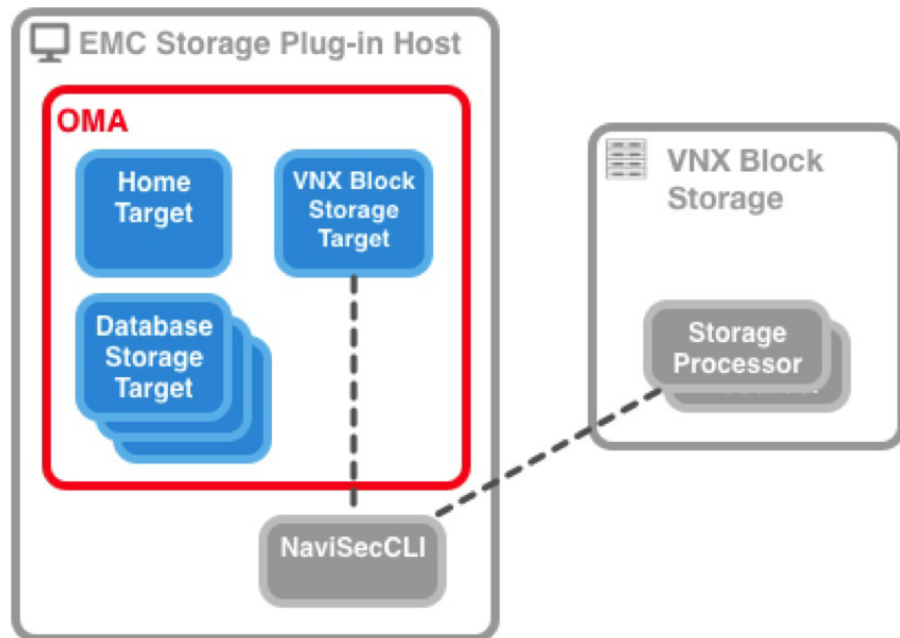 EMC Storage Plug-in Host
OMA
Home
Target
VNX Block
Storage
Target
Database
Storage
Target
NaviSecCLI
VNX Block
Storage
Storage
Processor